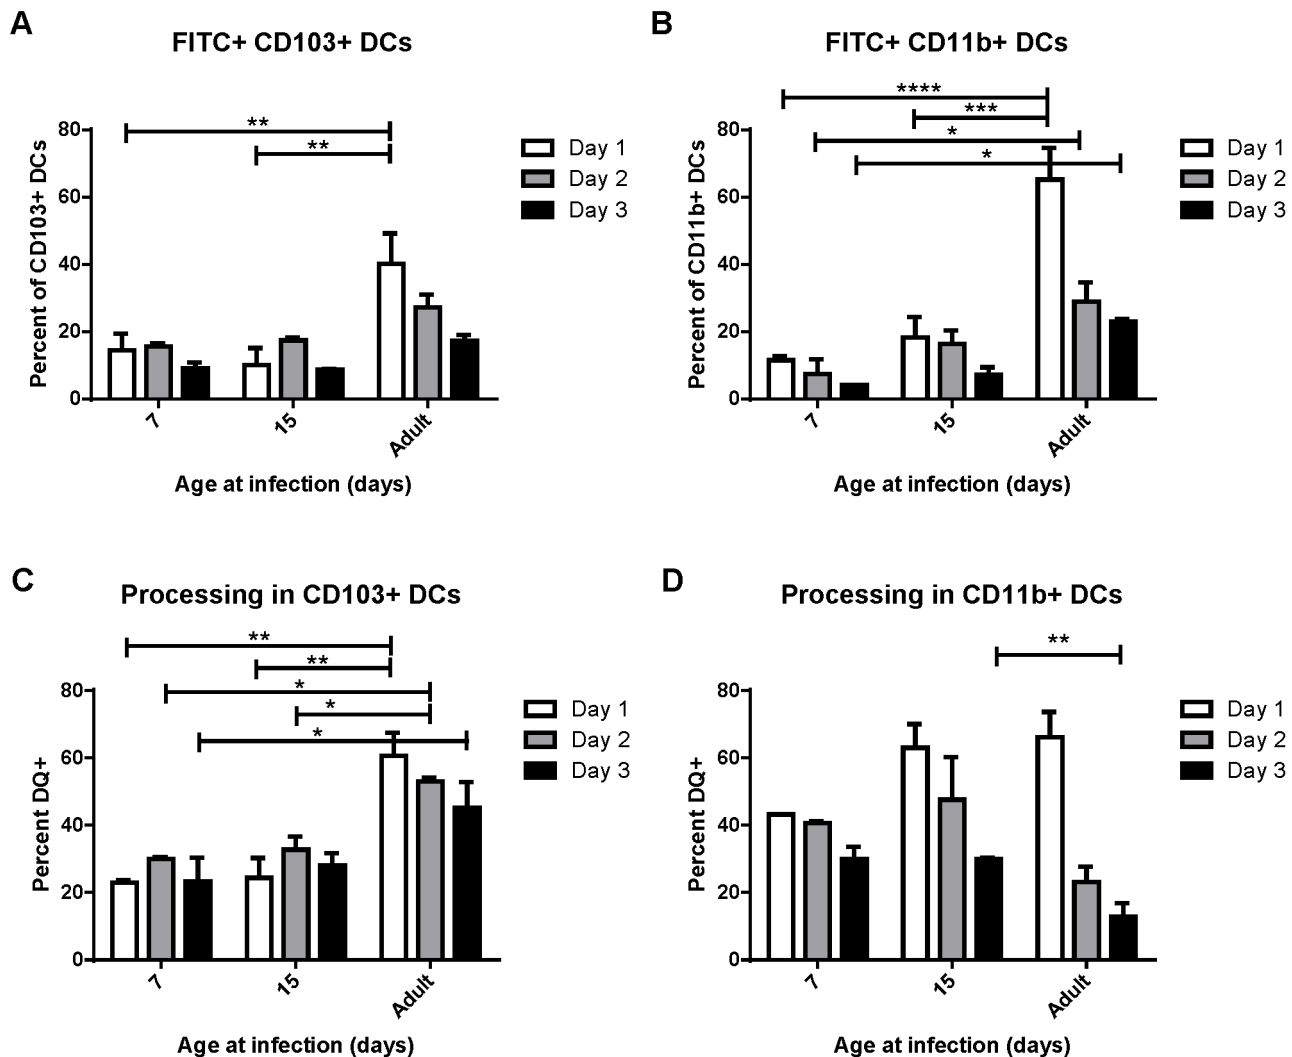 A
FITC+ CD103+ DCs
**
**
Percent of CD103+ DCs
80
60
40
20
0
7
15
Adult
Age at infection (days)
Day 1
Day 2
Day 3
B
FITC+ CD11b+ DCs
****
***
*
*
Percent of CD11b+ DCs
80
60
40
20
0
7
15
Adult
Age at infection (days)
Day 1
Day 2
Day 3
C
Processing in CD103+ DCs
**
**
*
*
*
Percent DQ+
80
60
40
20
0
7
15
Adult
Age at infection (days)
Day 1
Day 2
Day 3
D
Processing in CD11b+ DCs
**
Percent DQ+
80
60
40
20
0
7
15
Adult
Age at infection (days)
Day 1
Day 2
Day 3